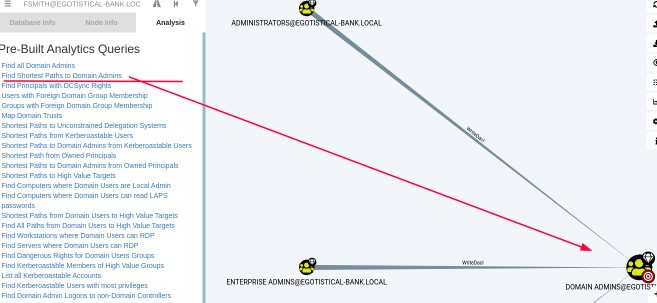 FSMITH@EGOTISTICAL-BANK.LOC
Database Info
Node Info
Analysis
Pre-Built Analytics Queries
Find all Domain Admins
Find Shortest Paths to Domain Admins
Find Principals with DCSync Rights
Users with Foreign Domain Group Membership
Groups with Foreign Domain Group Membership
Map Domain Trusts
Shortest Paths to Unconstrained Delegation Systems
Shortest Paths from Kerberoastable Users
Shortest Paths to Domain Admins from Kerberoastable Users
Shortest Path from Owned Principals
Shortest Paths to Domain Admins from Owned Principals
Shortest Paths to High Value Targets
Find Computers where Domain Users are Local Admin
Find Computers where Domain Users can read LAPS
passwords
Shortest Paths from Domain Users to High Value Targets
Find All Paths from Domain Users to High Value Targets
Find Workstations where Domain Users can RDP
Find Servers where Domain Users can RDP
Find Dangerous Rights for Domain Users Groups
Find Kerberoastable Members of High Value Groups
List all Kerberoastable Accounts
Find Kerberoastable Users with most privileges
Find Domain Admin Logons to non-Domain Controllers
ADMINISTRATORS@EGOTISTICAL-BANK.LOCAL
WriteDacl
WriteDacl
ENTERPRISE ADMINS@EGOTISTICAL-BANK.LOCAL
DOMAIN ADMINS@EGOTIST